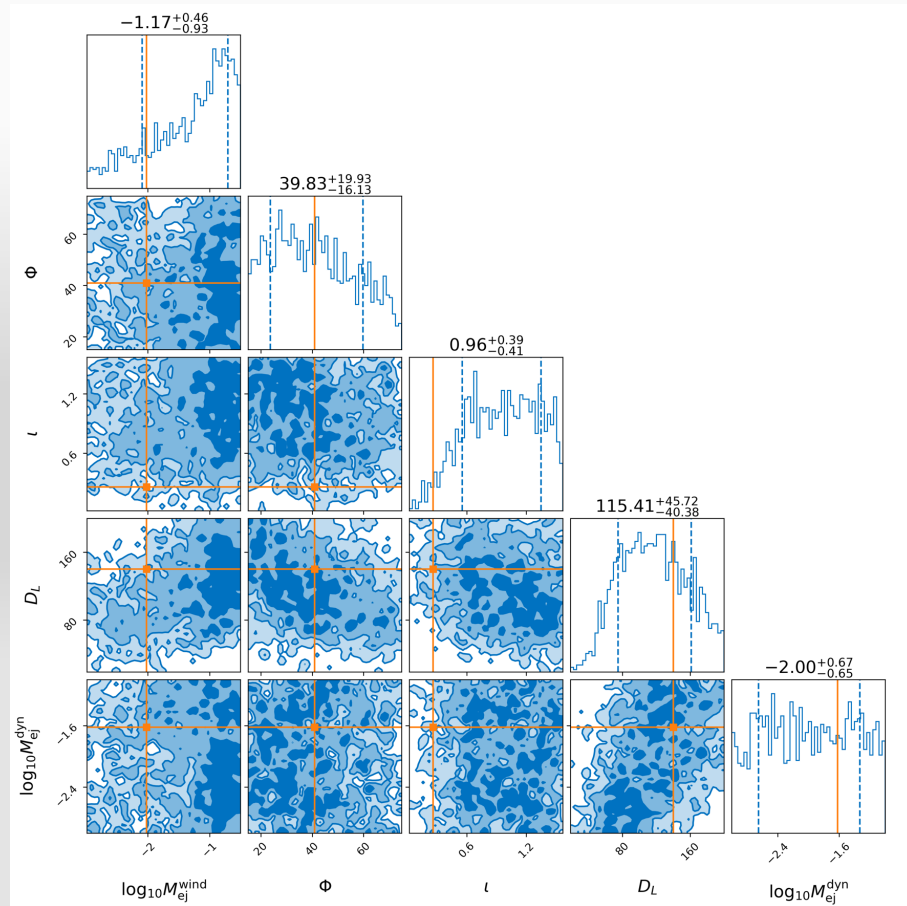 −1.17+0.46−0.93
39.83+19.93−16.13
Φ
60
40
20
0.96+0.39−0.41
ι
1.2
0.6
115.41+45.72−40.38
D_L
160
80
−2.00+0.67−0.65
log10 M_ej^dyn
−1.6
−2.4
−2 −1
20 40 60
0.6 1.2
80 160
−2.4 −1.6
log10 M_ej^wind
Φ
ι
D_L
log10 M_ej^dyn